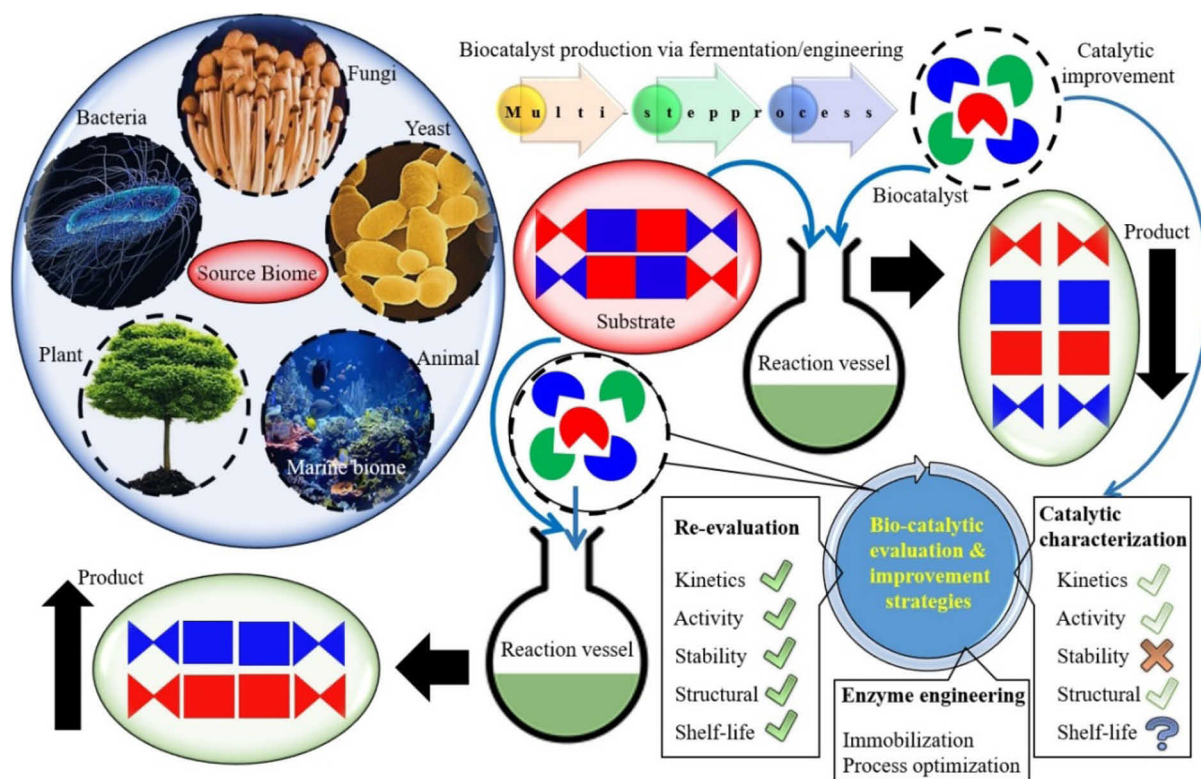 Fungi
Bacteria
Yeast
Source Biome
Plant
Animal
Marine biome
Biocatalyst production via fermentation/engineering
Multi-stepprocess
Catalytic
improvement
Biocatalyst
Substrate
Reaction vessel
Product
Re-evaluation
Kinetics
Activity
Stability
Structural
Shelf-life
Bio-catalytic
evaluation &
improvement
strategies
Catalytic
characterization
Kinetics
Activity
Stability
Structural
Shelf-life
Enzyme engineering
Immobilization
Process optimization
Reaction vessel
Product